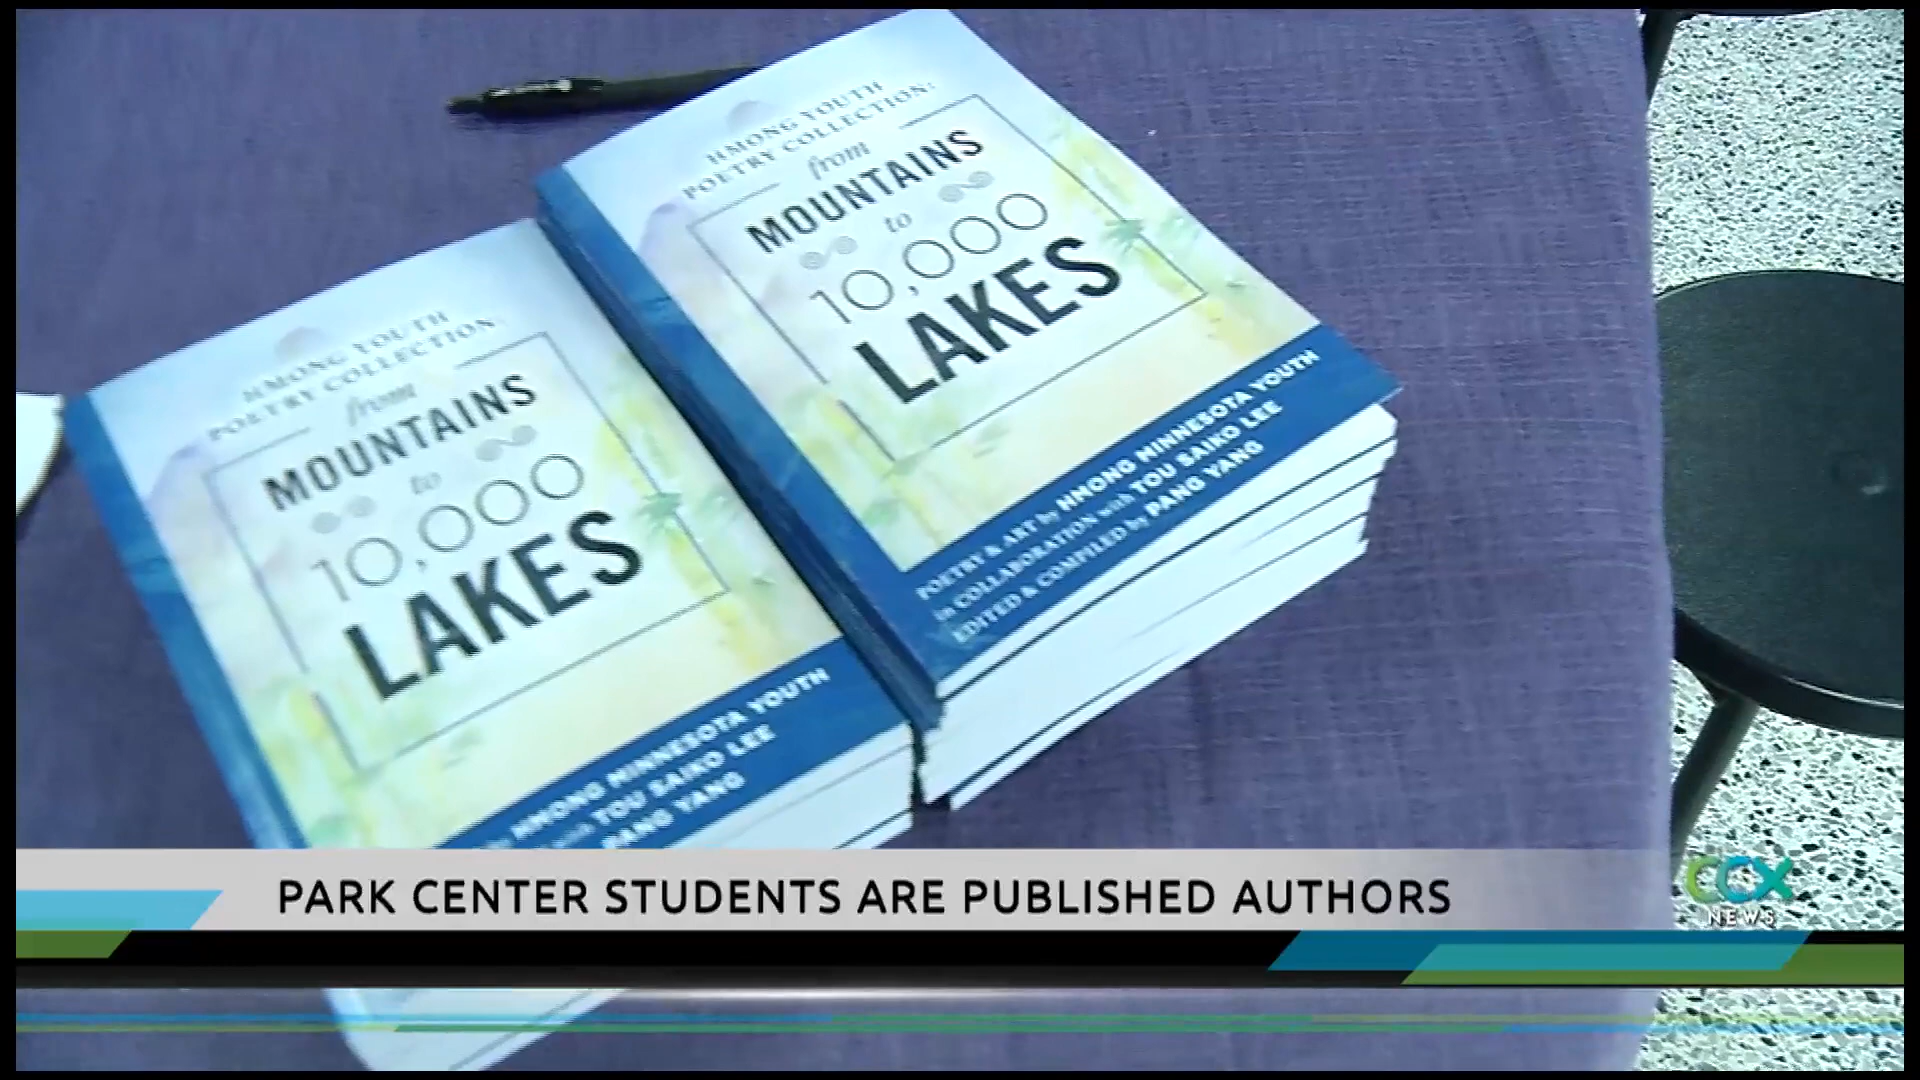 HMONG YOUTH
POETRY COLLECTION:
from
MOUNTAINS
to
10,000
LAKES
POETRY & ART by HMONG MINNESOTA YOUTH
in COLLABORATION with TOU SAIKO LEE
EDITED & COMPILED by PANG YANG
HMONG YOUTH
POETRY COLLECTION:
from
MOUNTAINS
to
10,000
LAKES
by HMONG MINNESOTA YOUTH
with TOU SAIKO LEE
PANG YANG
PARK CENTER STUDENTS ARE PUBLISHED AUTHORS
CCX
NEWS